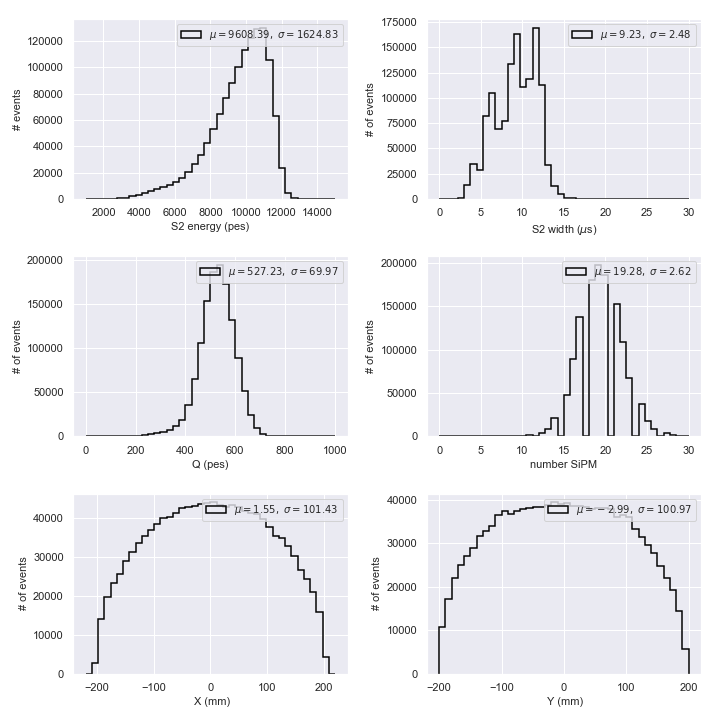 μ = 9608.39, σ = 1624.83
# events
120000
100000
80000
60000
40000
20000
0
2000 4000 6000 8000 10000 12000 14000
S2 energy (pes)
μ = 9.23, σ = 2.48
# of events
175000
150000
125000
100000
75000
50000
25000
0
0 5 10 15 20 25 30
S2 width (μs)
μ = 527.23, σ = 69.97
# of events
200000
150000
100000
50000
0
0 200 400 600 800 1000
Q (pes)
μ = 19.28, σ = 2.62
# of events
200000
150000
100000
50000
0
0 5 10 15 20 25 30
number SiPM
μ = 1.55, σ = 101.43
# of events
40000
30000
20000
10000
0
−200 −100 0 100 200
X (mm)
μ = −2.99, σ = 100.97
# of events
40000
30000
20000
10000
0
−200 −100 0 100 200
Y (mm)